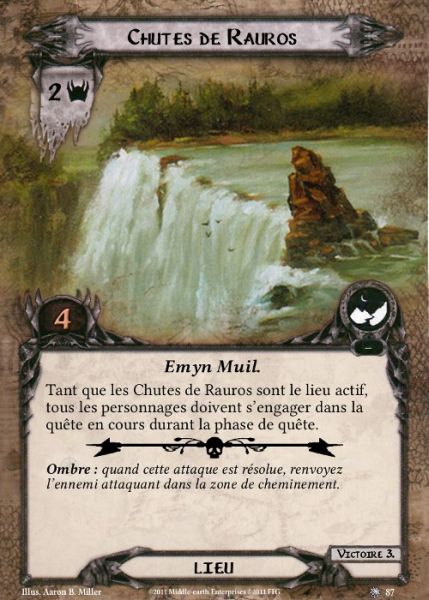 CHUTES DE RAUROS
2
4
Emyn Muil.
Tant que les Chutes de Rauros sont le lieu actif,
tous les personnages doivent s'engager dans la
quête en cours durant la phase de quête.
Ombre : quand cette attaque est résolue, renvoyez
l'ennemi attaquant dans la zone de cheminement.
VICTOIRE 3.
LIEU
Illus. Aaron B. Miller
©2011 Middle-earth Enterprises ©2011 FFG
87